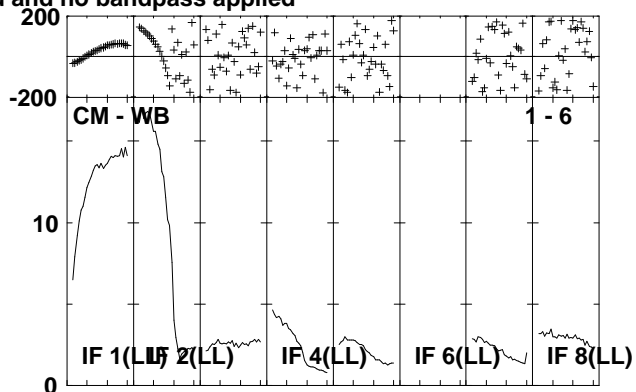 and no bandpass applied
200
-200
CM - WB 1 - 6
10
0
IF 1(LL) IF 2(LL) IF 4(LL) IF 6(LL) IF 8(LL)